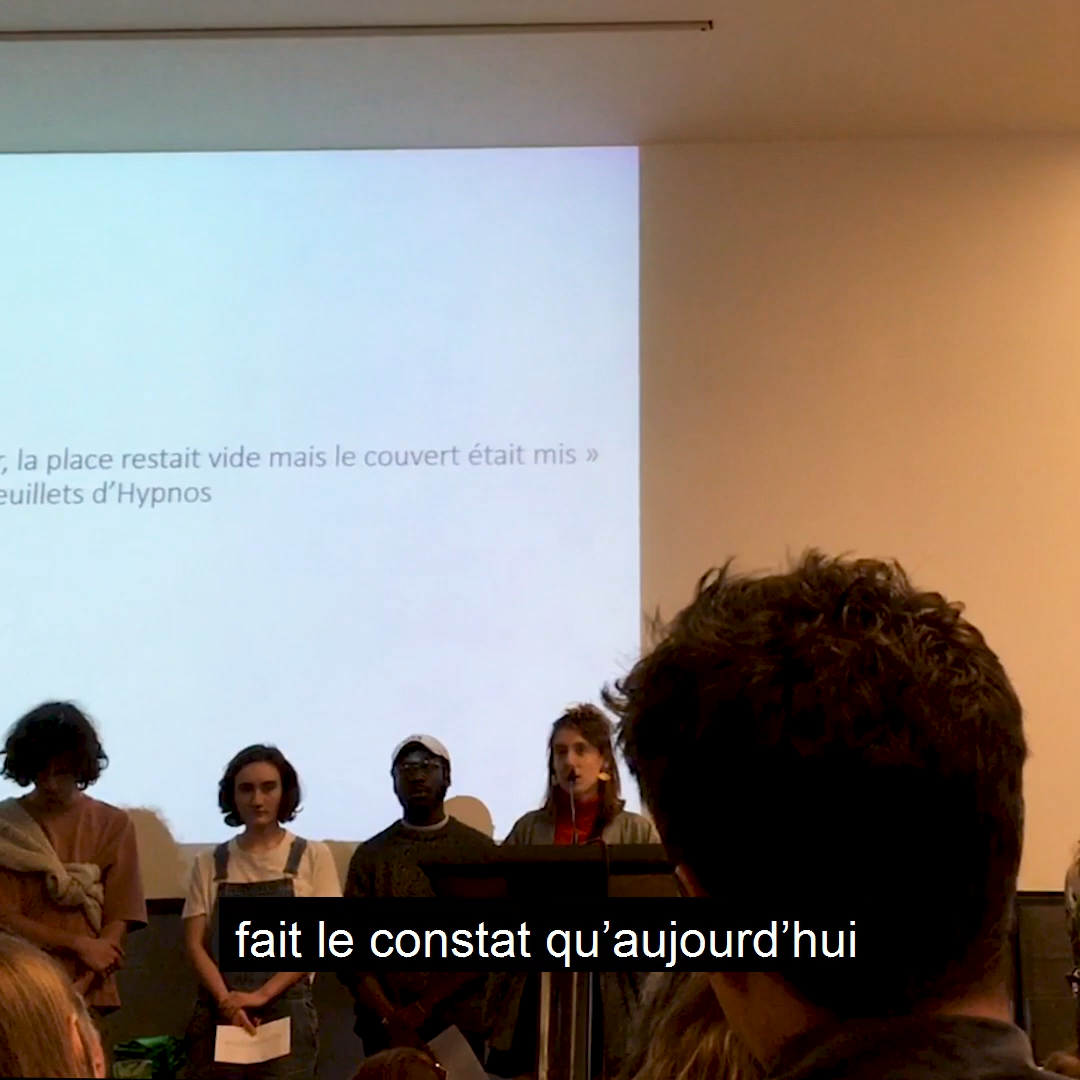 , la place restait vide mais le couvert était mis »
euillets d’Hypnos
fait le constat qu’aujourd’hui